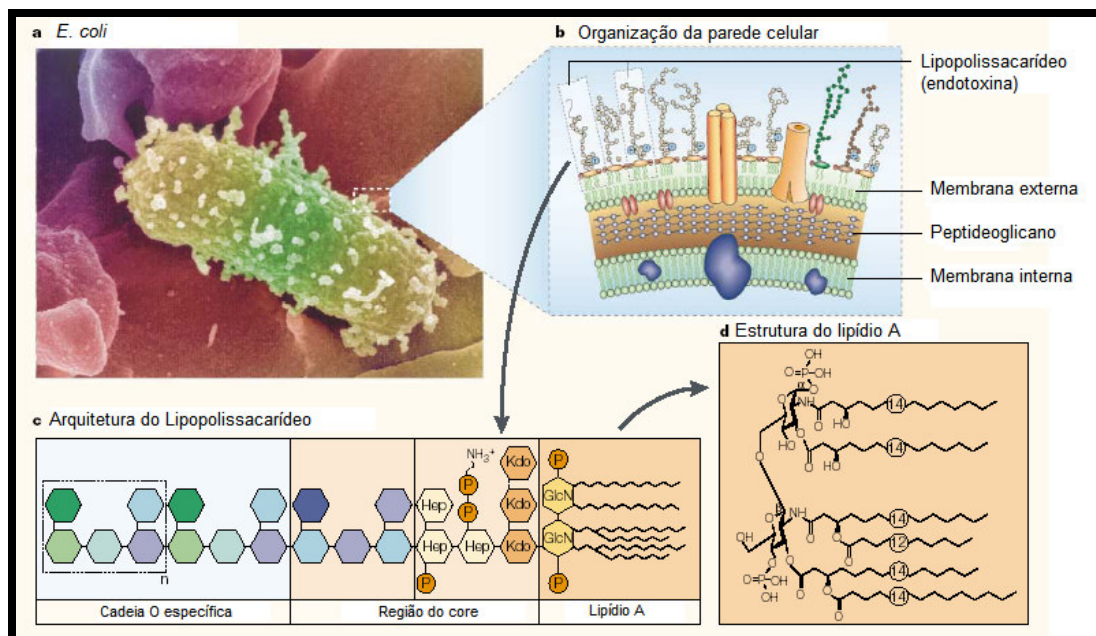 a E. coli
b Organização da parede celular
Lipopolissacarídeo
(endotoxina)
Membrana externa
Peptideoglicano
Membrana interna
c Arquitetura do Lipopolissacarídeo
NH3+
P
P
Hep
Hep
Hep
P
Kdo
Kdo
Kdo
P
GlcN
GlcN
P
n
Cadeia O específica
Região do core
Lipídio A
d Estrutura do lipídio A
OH
O=P-OH
O
α
O
NH
14
HO
O
O
HO
O
14
O
HO
O
β
O
NH
14
O
O
12
O
HO
O
O=P-OH
OH
O
14
O
O
14
O